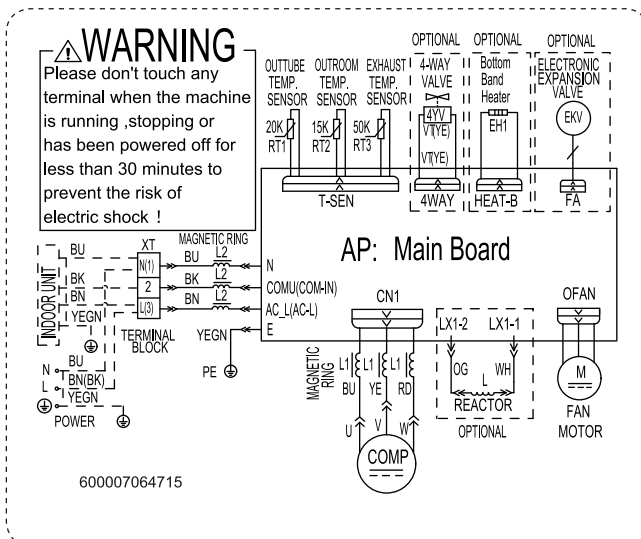 WARNING
Please don't touch any
terminal when the machine
is running ,stopping or
has been powered off for
less than 30 minutes to
prevent the risk of
electric shock !
OUTTUBE
TEMP.
SENSOR
OUTROOM
TEMP.
SENSOR
EXHAUST
TEMP.
SENSOR
20K
RT1
15K
RT2
50K
RT3
T-SEN
OPTIONAL
4-WAY
VALVE
4YV
VT(YE)
VT(YE)
4WAY
OPTIONAL
Bottom
Band
Heater
EH1
HEAT-B
OPTIONAL
ELECTRONIC
EXPANSION
VALVE
EKV
FA
AP: Main Board
INDOOR UNIT
BU
BK
BN
YEGN
XT
N(1)
2
L(3)
TERMINAL
BLOCK
MAGNETIC RING
BU L2
BK L2
BN L2
N
COMU(COM-IN)
AC_L(AC-L)
E
YEGN
PE
N
L
BU
BN(BK)
YEGN
POWER
CN1
MAGNETIC
RING
L1 L1 L1
BU YE RD
U V W
COMP
LX1-2 LX1-1
OG WH
L
REACTOR
OPTIONAL
OFAN
M
FAN
MOTOR
600007064715